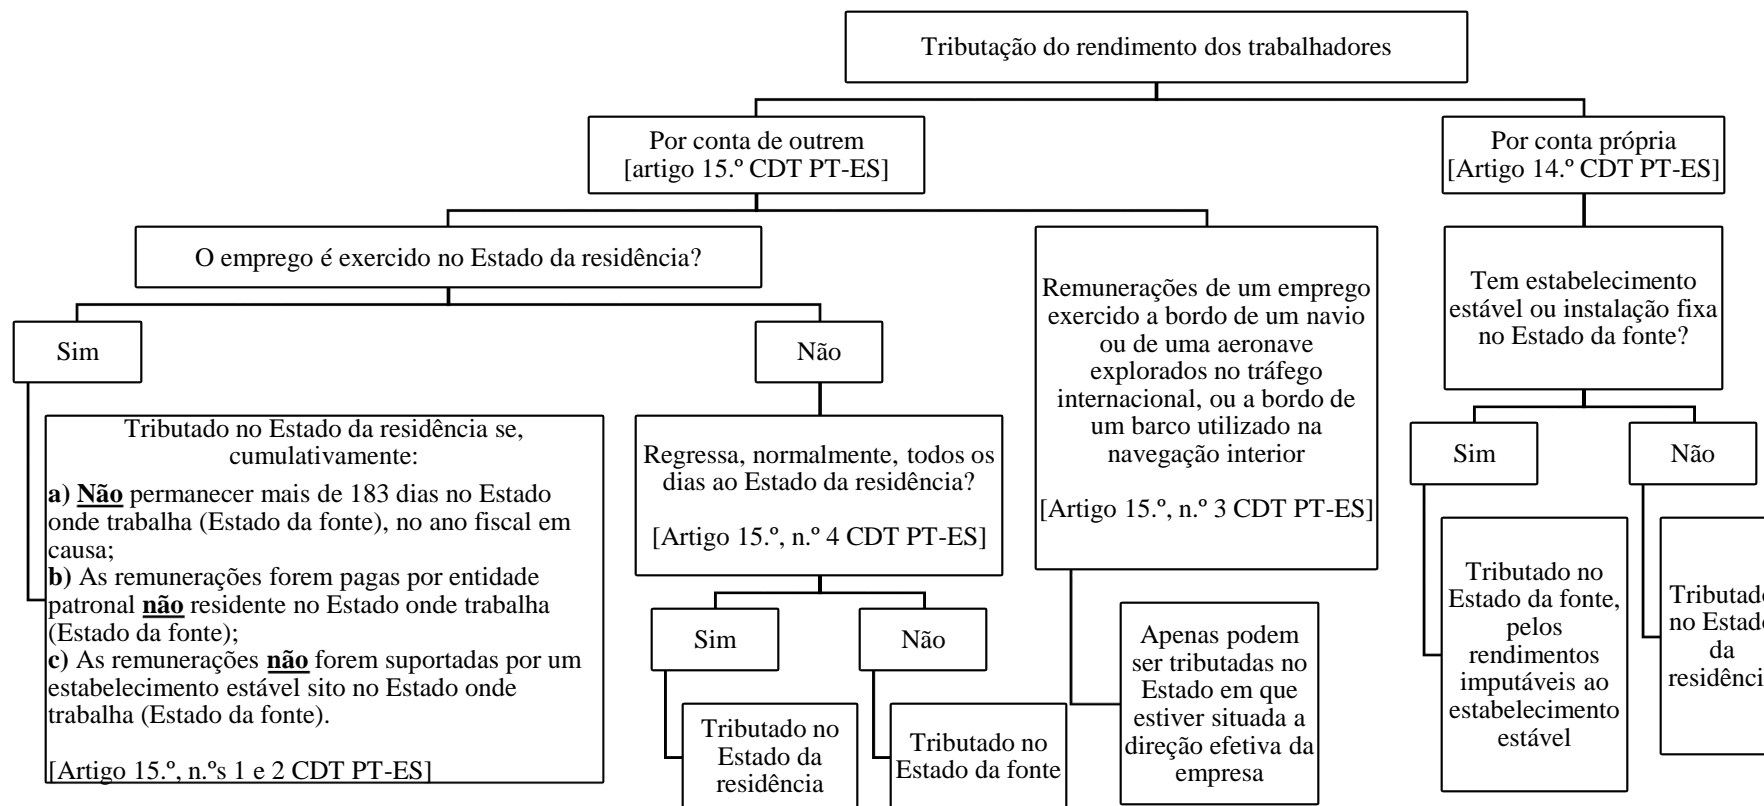 Tributação do rendimento dos trabalhadores
Por conta de outrem
[artigo 15.º CDT PT-ES]
Por conta própria
[Artigo 14.º CDT PT-ES]
O emprego é exercido no Estado da residência?
Sim
Tributado no Estado da residência se,
cumulativamente:
a) Não permanecer mais de 183 dias no Estado
onde trabalha (Estado da fonte), no ano fiscal em
causa;
b) As remunerações forem pagas por entidade
patronal não residente no Estado onde trabalha
(Estado da fonte);
c) As remunerações não forem suportadas por um
estabelecimento estável sito no Estado onde
trabalha (Estado da fonte).
[Artigo 15.º, n.ºs 1 e 2 CDT PT-ES]
Não
Regressa, normalmente, todos os
dias ao Estado da residência?
[Artigo 15.º, n.º 4 CDT PT-ES]
Sim
Tributado no
Estado da
residência
Não
Tributado no
Estado da fonte
Remunerações de um emprego
exercido a bordo de um navio
ou de uma aeronave
explorados no tráfego
internacional, ou a bordo de
um barco utilizado na
navegação interior
[Artigo 15.º, n.º 3 CDT PT-ES]
Apenas podem
ser tributadas no
Estado em que
estiver situada a
direção efetiva da
empresa
Tem estabelecimento
estável ou instalação fixa
no Estado da fonte?
Sim
Tributado no
Estado da fonte,
pelos
rendimentos
imputáveis ao
estabelecimento
estável
Não
Tributado
no Estado
da
residênci